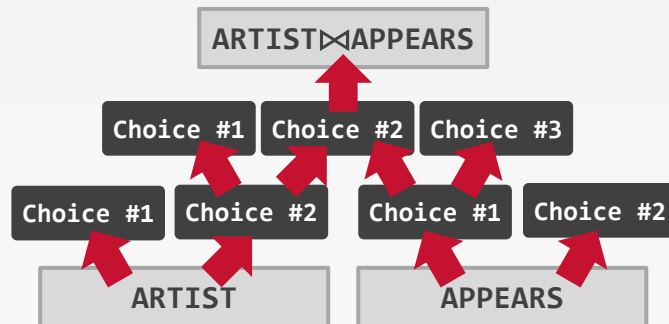 ARTIST⋈APPEARS
Choice #1 Choice #2 Choice #3
Choice #1 Choice #2 Choice #1 Choice #2
ARTIST APPEARS